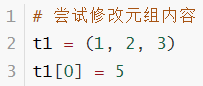 1 # 尝试修改元组内容
2 t1 = (1, 2, 3)
3 t1[0] = 5